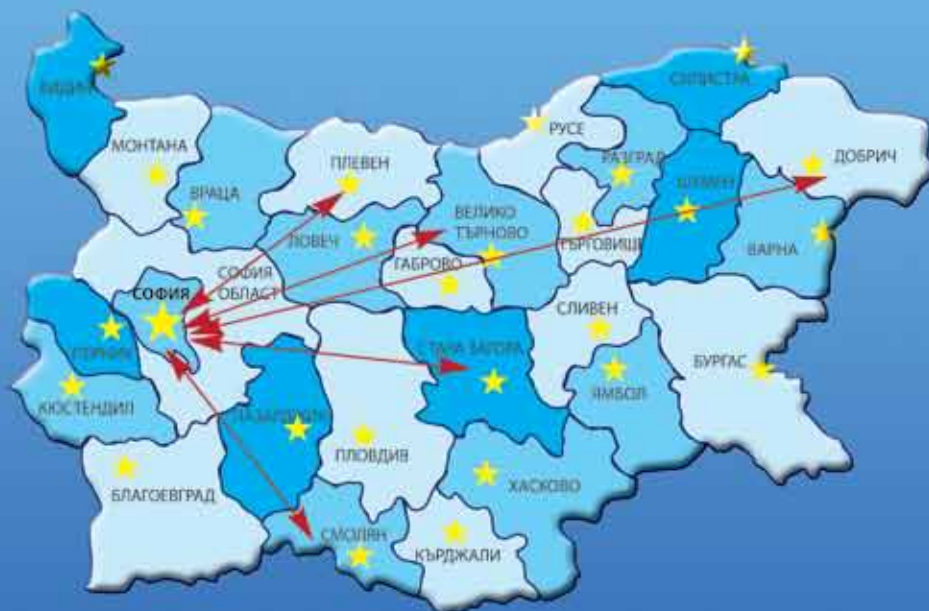 ВИДИН
МОНТАНА
ВРАЦА
ПЛЕВЕН
ЛОВЕЧ
ВЕЛИКО
ТЪРНОВО
ГАБРОВО
РУСЕ
РАЗГРАД
СИЛИСТРА
ШУМЕН
ТЪРГОВИЩЕ
ДОБРИЧ
ВАРНА
СОФИЯ
ОБЛАСТ
СОФИЯ
ПЕРНИК
КЮСТЕНДИЛ
БЛАГОЕВГРАД
ПАЗАРДЖИК
ПЛОВДИВ
СТАРА ЗАГОРА
СЛИВЕН
ЯМБОЛ
БУРГАС
ХАСКОВО
СМОЛЯН
КЪРДЖАЛИ